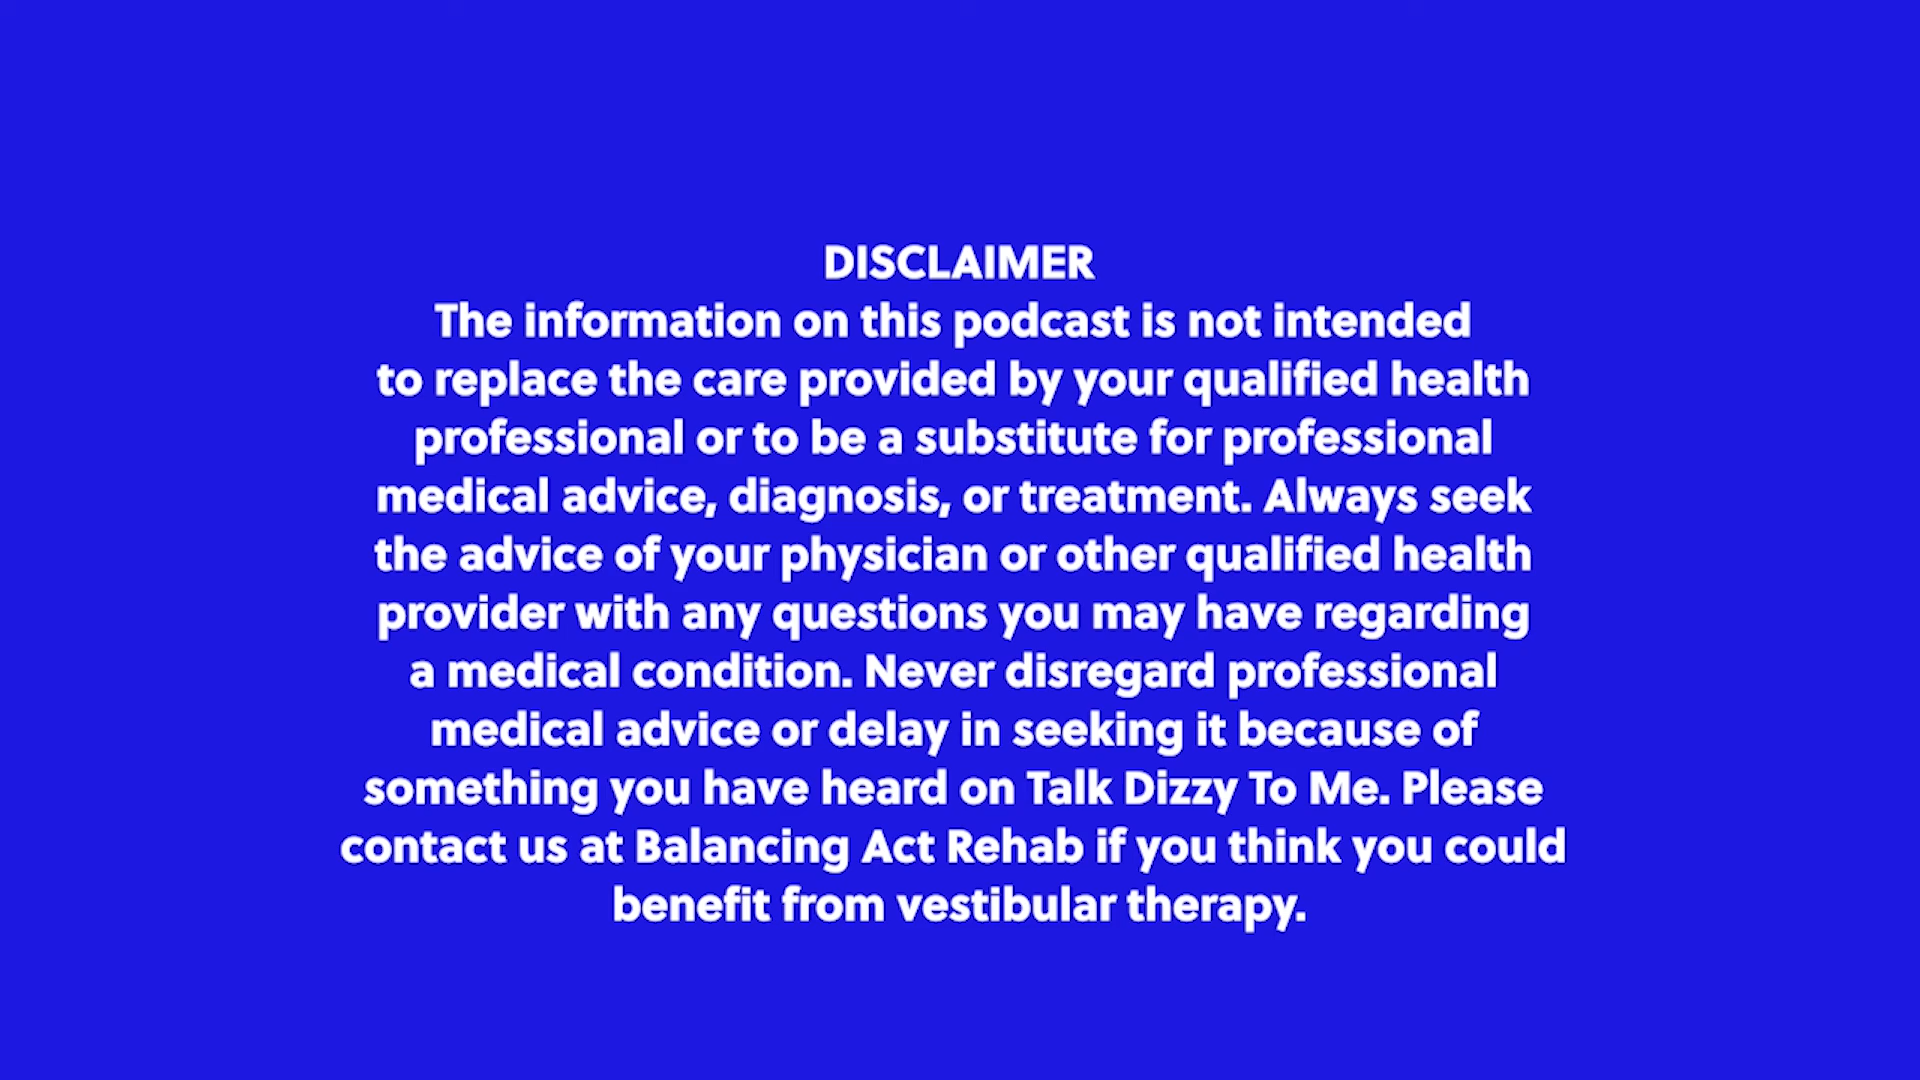 DISCLAIMER
The information on this podcast is not intended
to replace the care provided by your qualified health
professional or to be a substitute for professional
medical advice, diagnosis, or treatment. Always seek
the advice of your physician or other qualified health
provider with any questions you may have regarding
a medical condition. Never disregard professional
medical advice or delay in seeking it because of
something you have heard on Talk Dizzy To Me. Please
contact us at Balancing Act Rehab if you think you could
benefit from vestibular therapy.